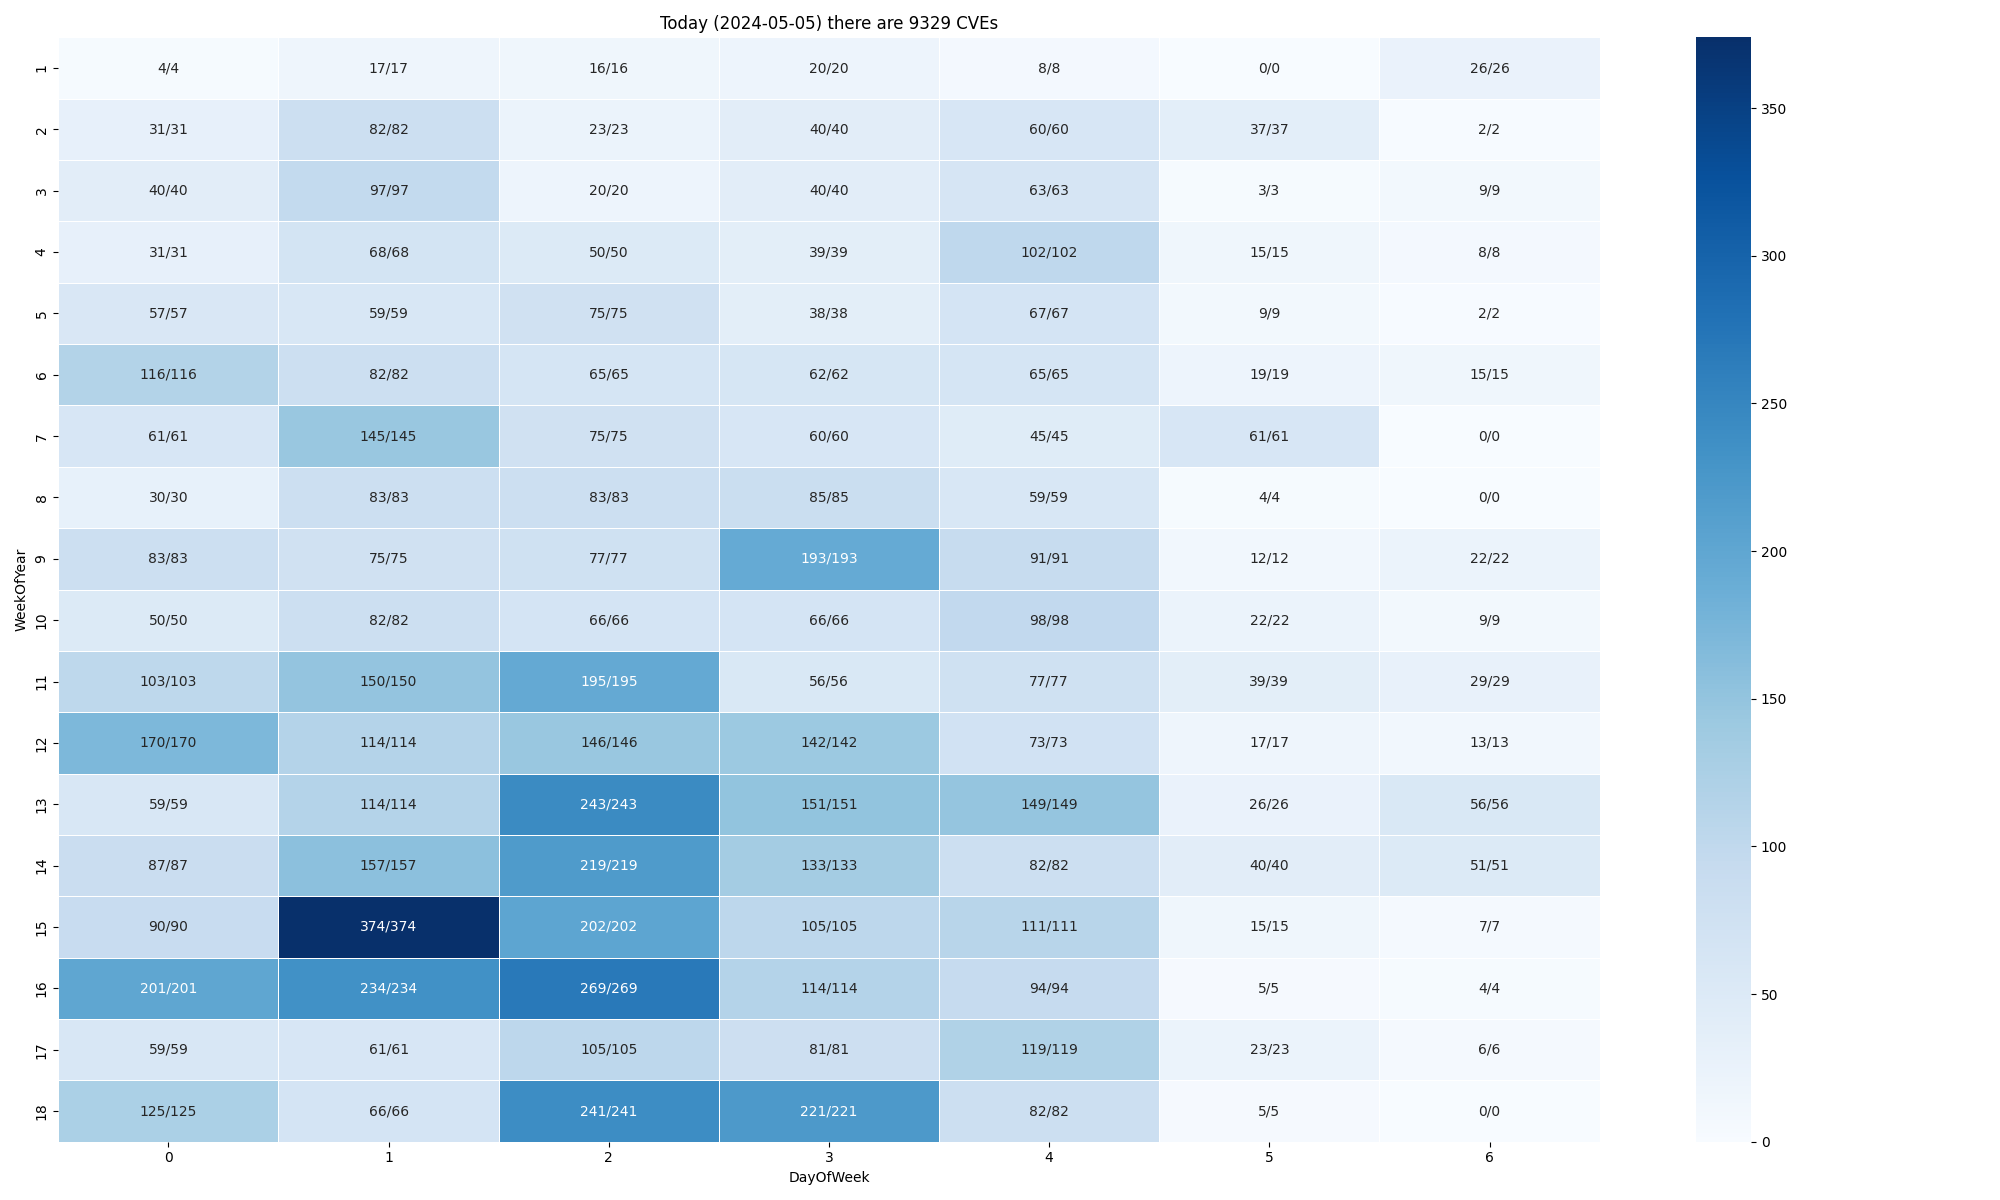 Today (2024-05-05) there are 9329 CVEs
1 4/4 17/17 16/16 20/20 8/8 0/0 26/26
2 31/31 82/82 23/23 40/40 60/60 37/37 2/2
3 40/40 97/97 20/20 40/40 63/63 3/3 9/9
4 31/31 68/68 50/50 39/39 102/102 15/15 8/8
5 57/57 59/59 75/75 38/38 67/67 9/9 2/2
6 116/116 82/82 65/65 62/62 65/65 19/19 15/15
7 61/61 145/145 75/75 60/60 45/45 61/61 0/0
8 30/30 83/83 83/83 85/85 59/59 4/4 0/0
9 83/83 75/75 77/77 193/193 91/91 12/12 22/22
10 50/50 82/82 66/66 66/66 98/98 22/22 9/9
11 103/103 150/150 195/195 56/56 77/77 39/39 29/29
12 170/170 114/114 146/146 142/142 73/73 17/17 13/13
13 59/59 114/114 243/243 151/151 149/149 26/26 56/56
14 87/87 157/157 219/219 133/133 82/82 40/40 51/51
15 90/90 374/374 202/202 105/105 111/111 15/15 7/7
16 201/201 234/234 269/269 114/114 94/94 5/5 4/4
17 59/59 61/61 105/105 81/81 119/119 23/23 6/6
18 125/125 66/66 241/241 221/221 82/82 5/5 0/0
0 1 2 3 4 5 6
DayOfWeek
WeekOfYear
350
300
250
200
150
100
50
0